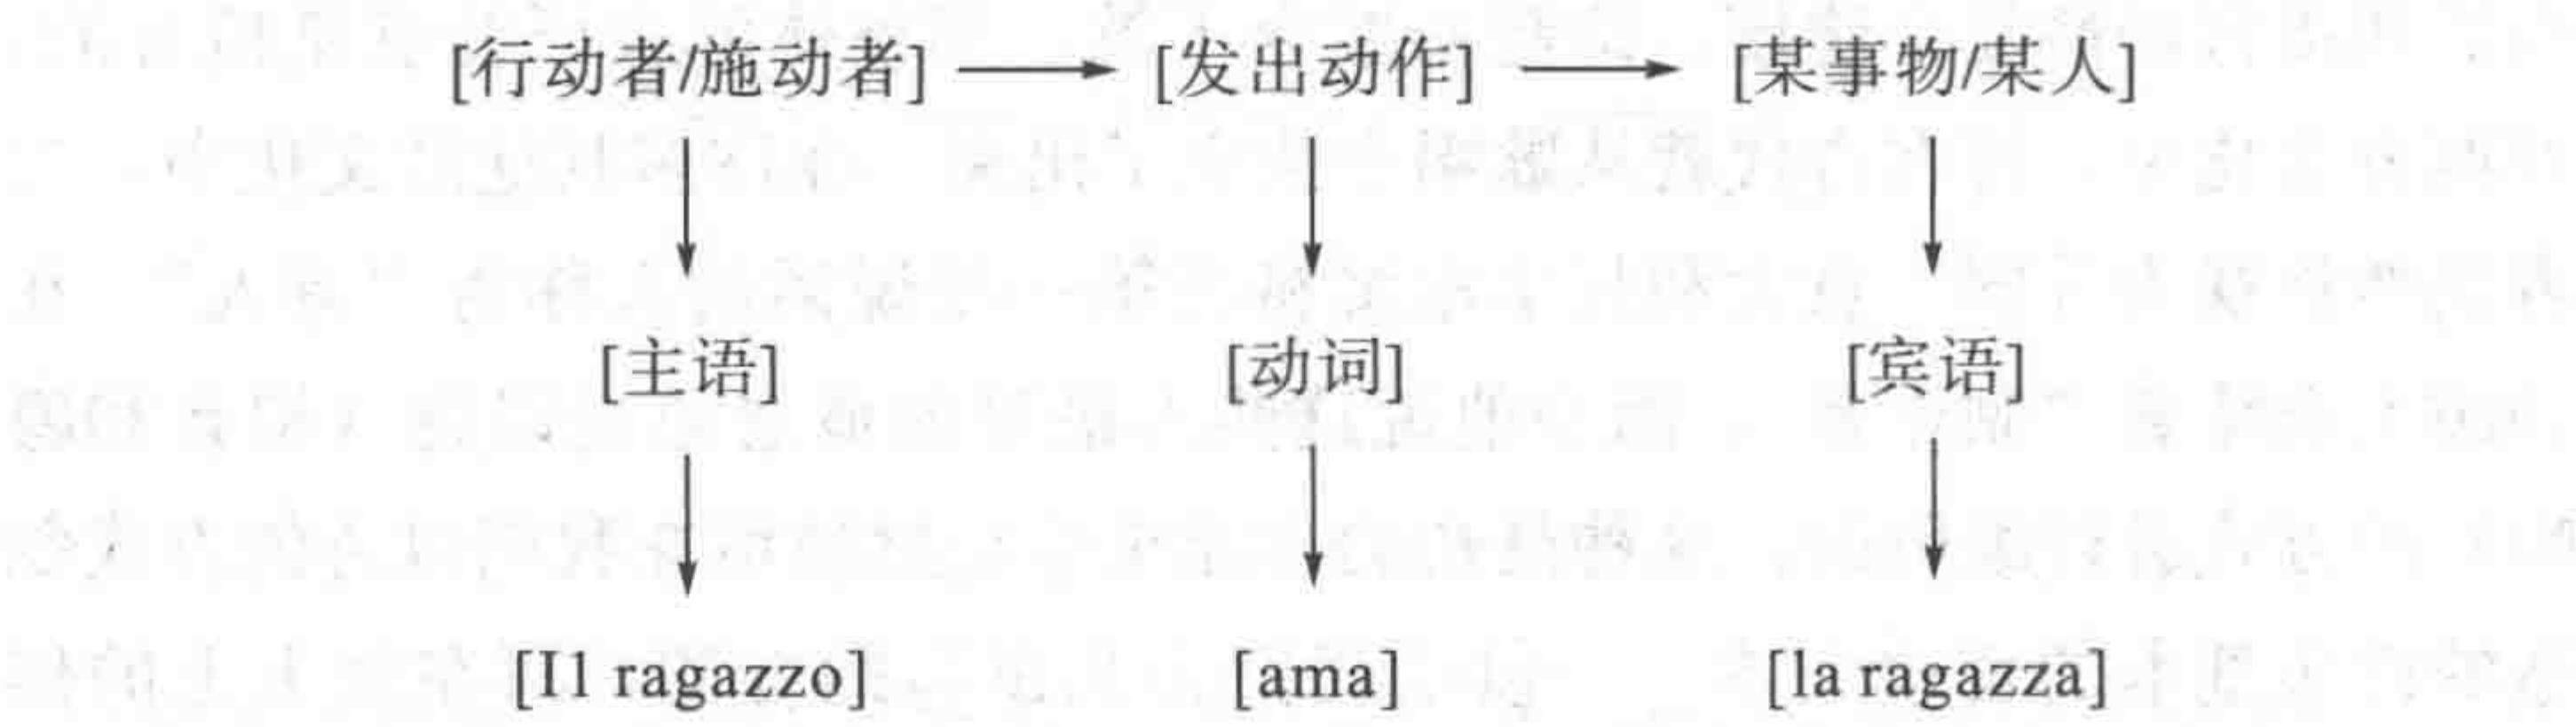 [行动者/施动者] → [发出动作] → [某事物/某人]
[主语] [动词] [宾语]
[Il ragazzo] [ama] [la ragazza]